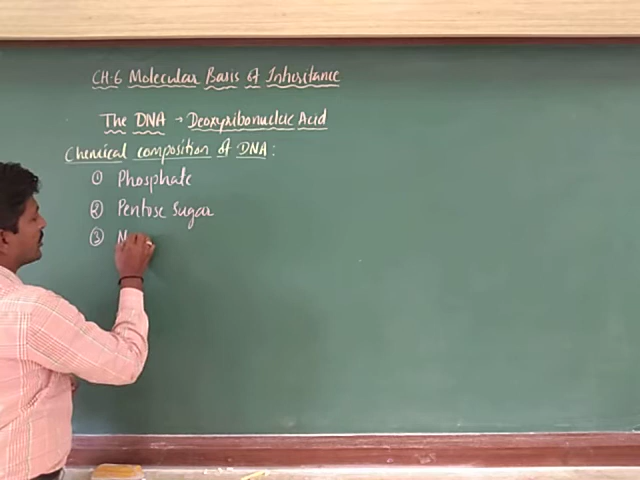 CH-6 Molecular Basis of Inheritance
The DNA → Deoxyribonucleic Acid
Chemical composition of DNA :
① Phosphate
② Pentose Sugar
③ N